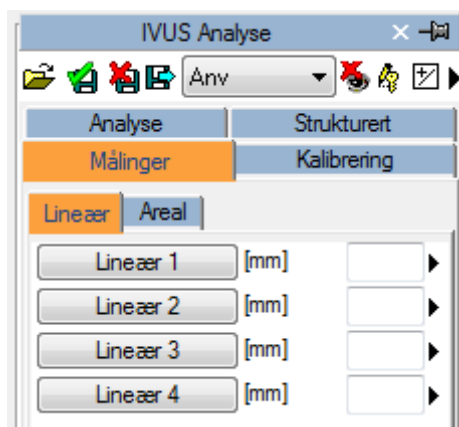 IVUS Analyse
Anv
Analyse Strukturert
Målinger Kalibrering
Lineær Areal
Lineær 1 [mm]
Lineær 2 [mm]
Lineær 3 [mm]
Lineær 4 [mm]